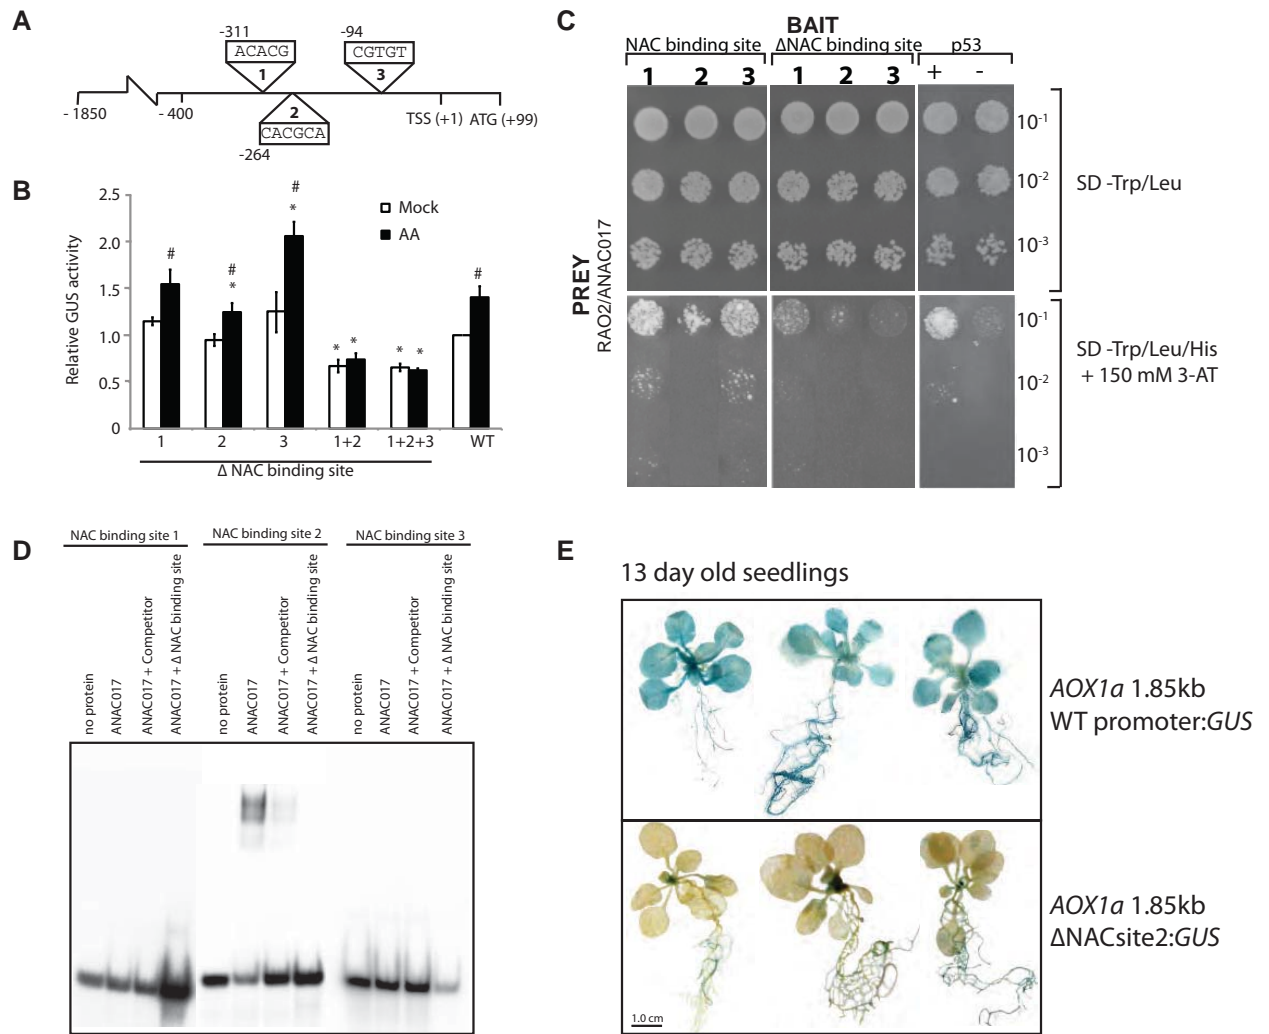 A
-311
ACACG
1
-94
CGTGT
3
2
CACGCA
-264
- 1850
- 400
TSS (+1)
ATG (+99)
B
Relative GUS activity
2.5
2.0
1.5
1.0
0.5
0
Mock
AA
#
#
*
#
*
* *
* *
#
1 2 3 1+2 1+2+3 WT
Δ NAC binding site
C
BAIT
NAC binding site
ΔNAC binding site
p53
1 2 3 1 2 3 + -
PREY
RAO2/ANAC017
10-1
10-2
10-3
SD -Trp/Leu
10-1
10-2
10-3
SD -Trp/Leu/His
+ 150 mM 3-AT
D
NAC binding site 1
NAC binding site 2
NAC binding site 3
no protein
ANAC017
ANAC017 + Competitor
ANAC017 + Δ NAC binding site
no protein
ANAC017
ANAC017 + Competitor
ANAC017 + Δ NAC binding site
no protein
ANAC017
ANAC017 + Competitor
ANAC017 + Δ NAC binding site
E
13 day old seedlings
AOX1a 1.85kb
WT promoter:GUS
AOX1a 1.85kb
ΔNACsite2:GUS
1.0 cm